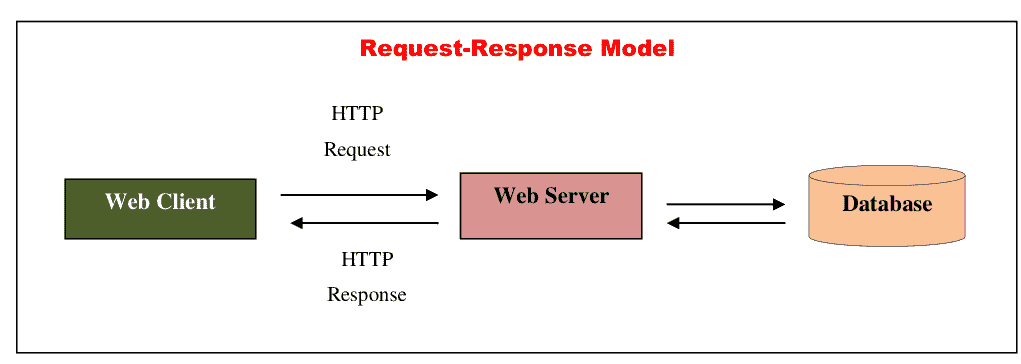 Request-Response Model
HTTP
Request
Web Client
Web Server
Database
HTTP
Response